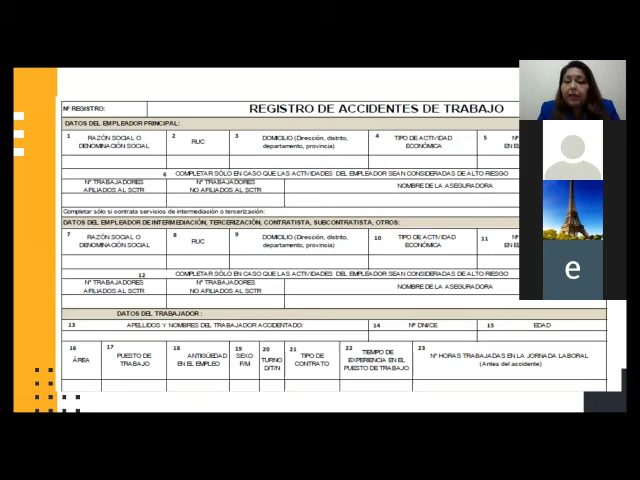 Nº REGISTRO:
REGISTRO DE ACCIDENTES DE TRABAJO
DATOS DEL EMPLEADOR PRINCIPAL:
1 RAZÓN SOCIAL O DENOMINACIÓN SOCIAL
2 RUC
3 DOMICILIO (Dirección, distrito, departamento, provincia)
4 TIPO DE ACTIVIDAD ECONÓMICA
5
6 COMPLETAR SÓLO EN CASO QUE LAS ACTIVIDADES DEL EMPLEADOR SEAN CONSIDERADAS DE ALTO RIESGO
Nº TRABAJADORES AFILIADOS AL SCTR
Nº TRABAJADORES NO AFILIADOS AL SCTR
NOMBRE DE LA ASEGURADORA
Completar sólo si contrata servicios de intermediación o tercerización:
DATOS DEL EMPLEADOR DE INTERMEDIACIÓN, TERCERIZACIÓN, CONTRATISTA, SUBCONTRATISTA, OTROS:
7 RAZÓN SOCIAL O DENOMINACIÓN SOCIAL
8 RUC
9 DOMICILIO (Dirección, distrito, departamento, provincia)
10 TIPO DE ACTIVIDAD ECONÓMICA
11
12 COMPLETAR SÓLO EN CASO QUE LAS ACTIVIDADES DEL EMPLEADOR SEAN CONSIDERADAS DE ALTO RIESGO
Nº TRABAJADORES AFILIADOS AL SCTR
Nº TRABAJADORES NO AFILIADOS AL SCTR
NOMBRE DE LA ASEGURADORA
DATOS DEL TRABAJADOR :
13 APELLIDOS Y NOMBRES DEL TRABAJADOR ACCIDENTADO:
14 Nº DNI/CE
15 EDAD
16 ÁREA
17 PUESTO DE TRABAJO
18 ANTIGÜEDAD EN EL EMPLEO
19 SEXO F/M
20 TURNO D/T/N
21 TIPO DE CONTRATO
22 TIEMPO DE EXPERIENCIA EN EL PUESTO DE TRABAJO
23 Nº HORAS TRABAJADAS EN LA JORNADA LABORAL (Antes del accidente)
e